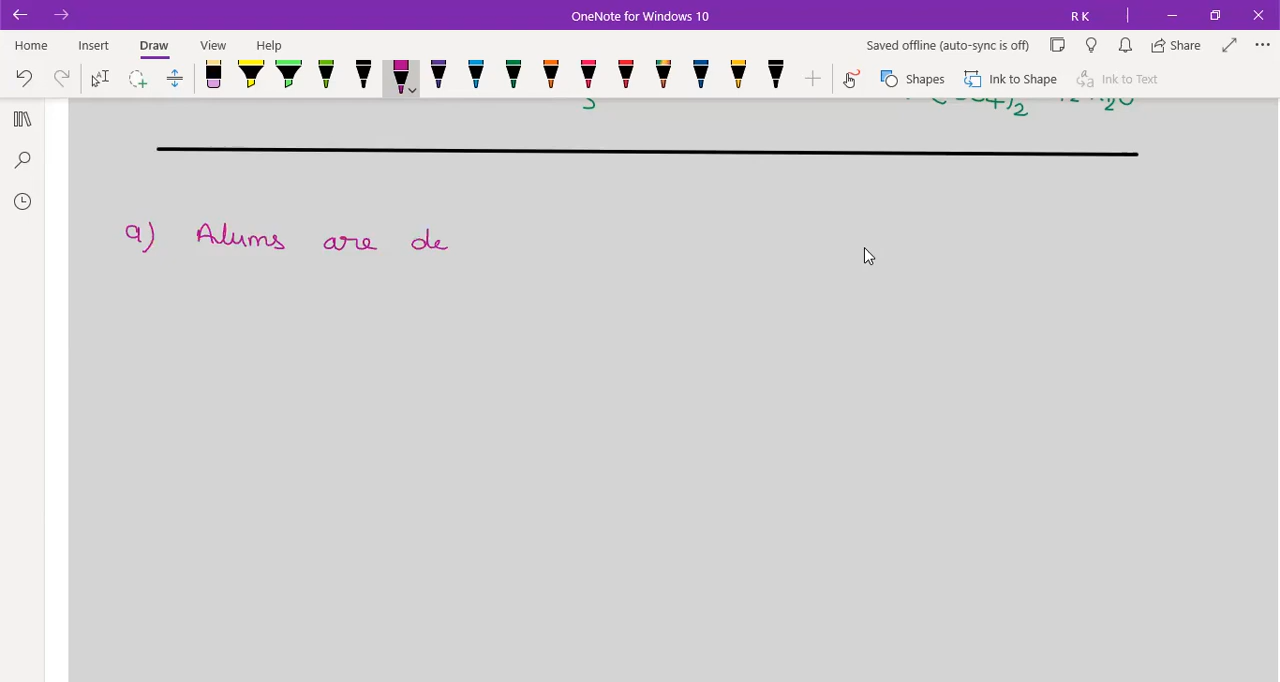 OneNote for Windows 10
R K
Home Insert Draw View Help
Saved offline (auto-sync is off) Share
Shapes Ink to Shape Ink to Text
9) Alums are de